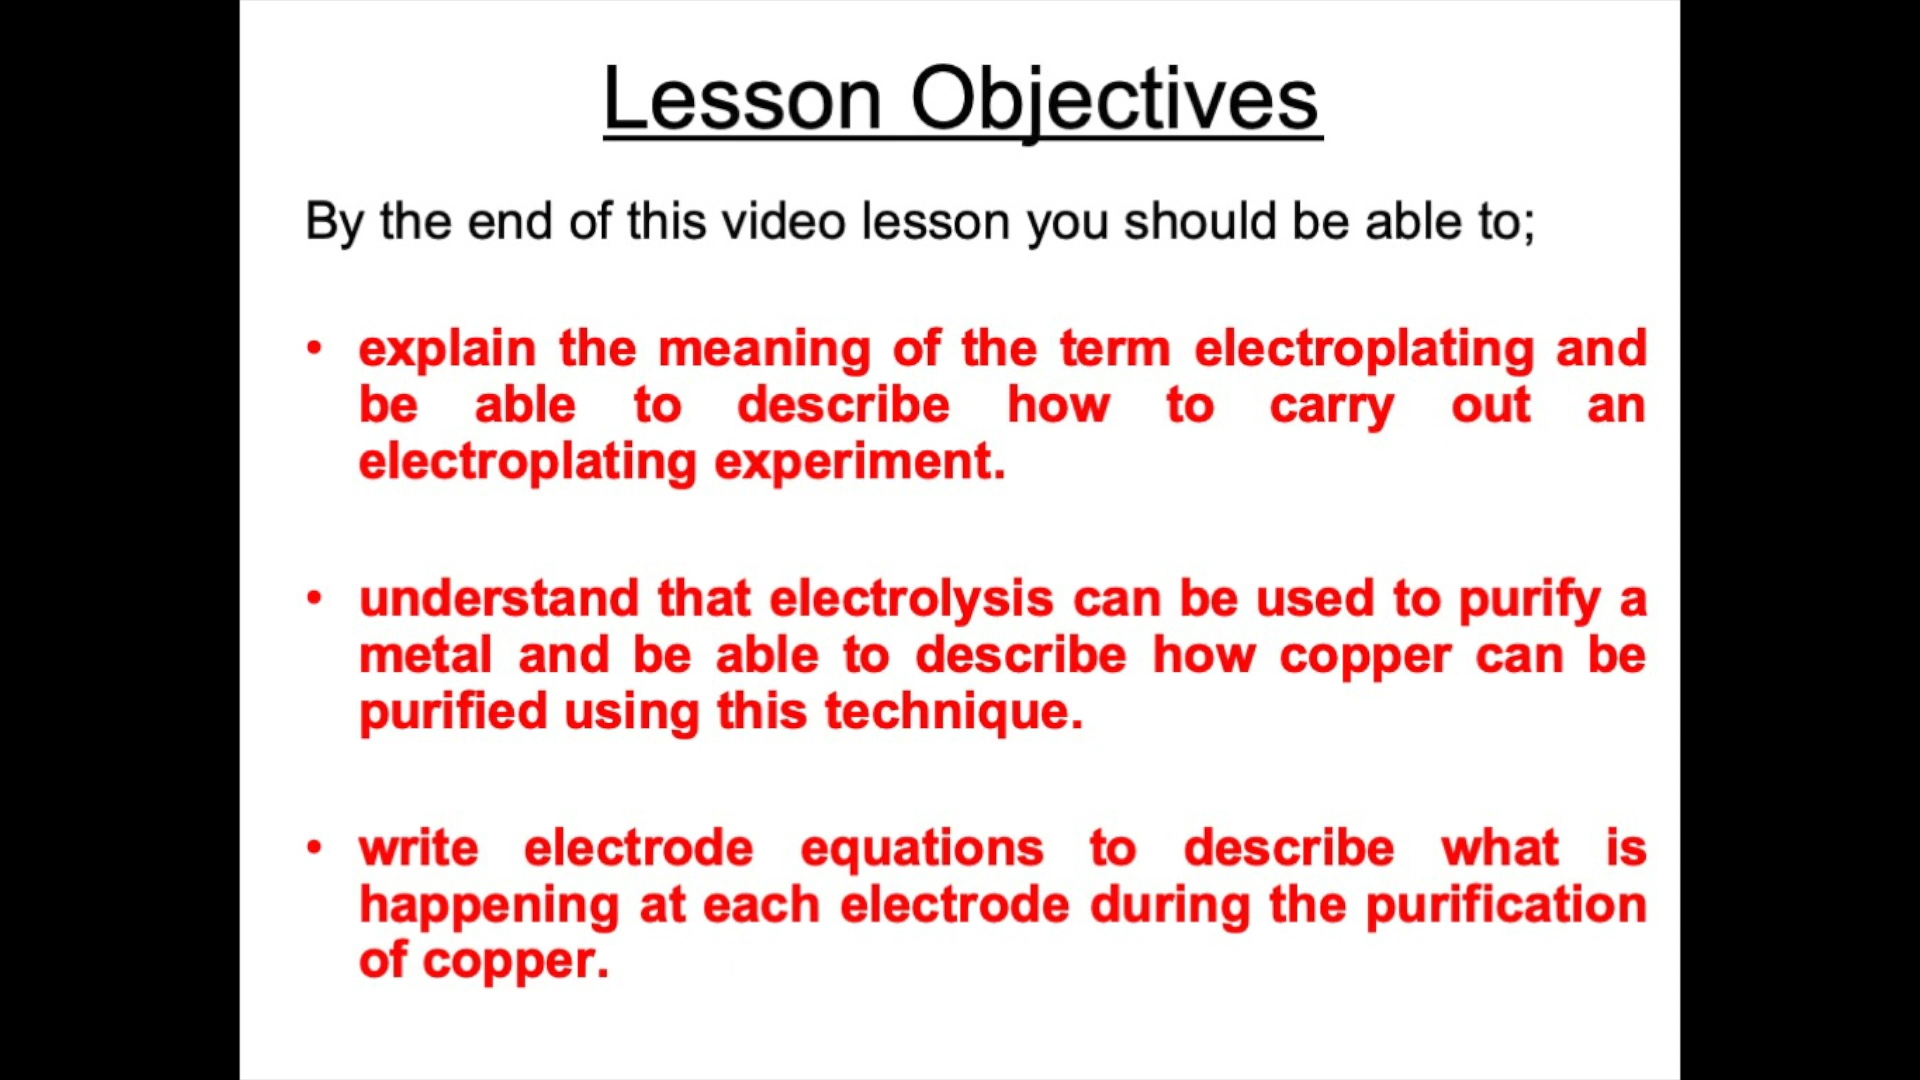 Lesson Objectives
By the end of this video lesson you should be able to;
• explain the meaning of the term electroplating and
be able to describe how to carry out an
electroplating experiment.
• understand that electrolysis can be used to purify a
metal and be able to describe how copper can be
purified using this technique.
• write electrode equations to describe what is
happening at each electrode during the purification
of copper.